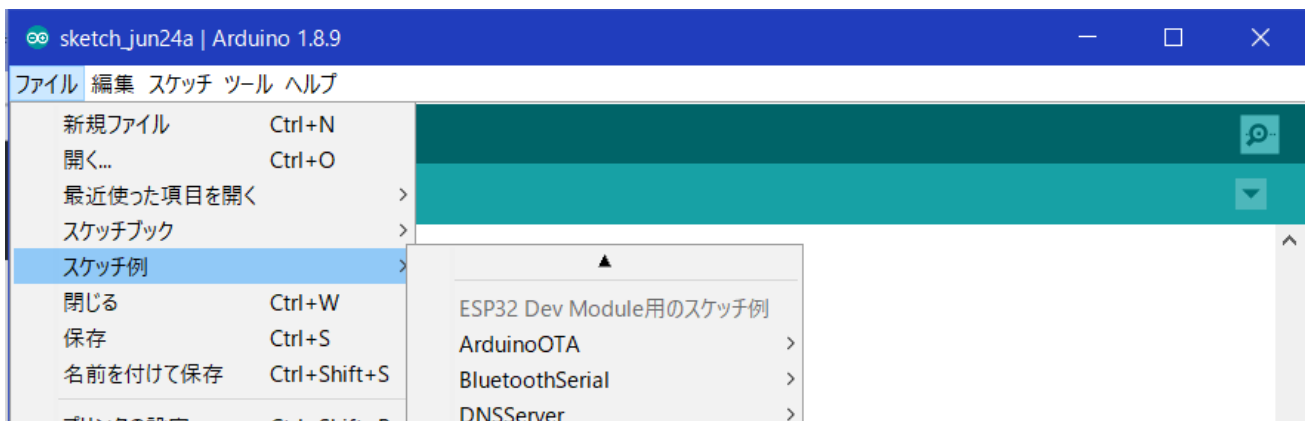 sketch_jun24a | Arduino 1.8.9
ファイル 編集 スケッチ ツール ヘルプ
新規ファイル Ctrl+N
開く... Ctrl+O
最近使った項目を開く
スケッチブック
スケッチ例
閉じる Ctrl+W
保存 Ctrl+S
名前を付けて保存 Ctrl+Shift+S
ESP32 Dev Module用のスケッチ例
ArduinoOTA
BluetoothSerial
DNSServer